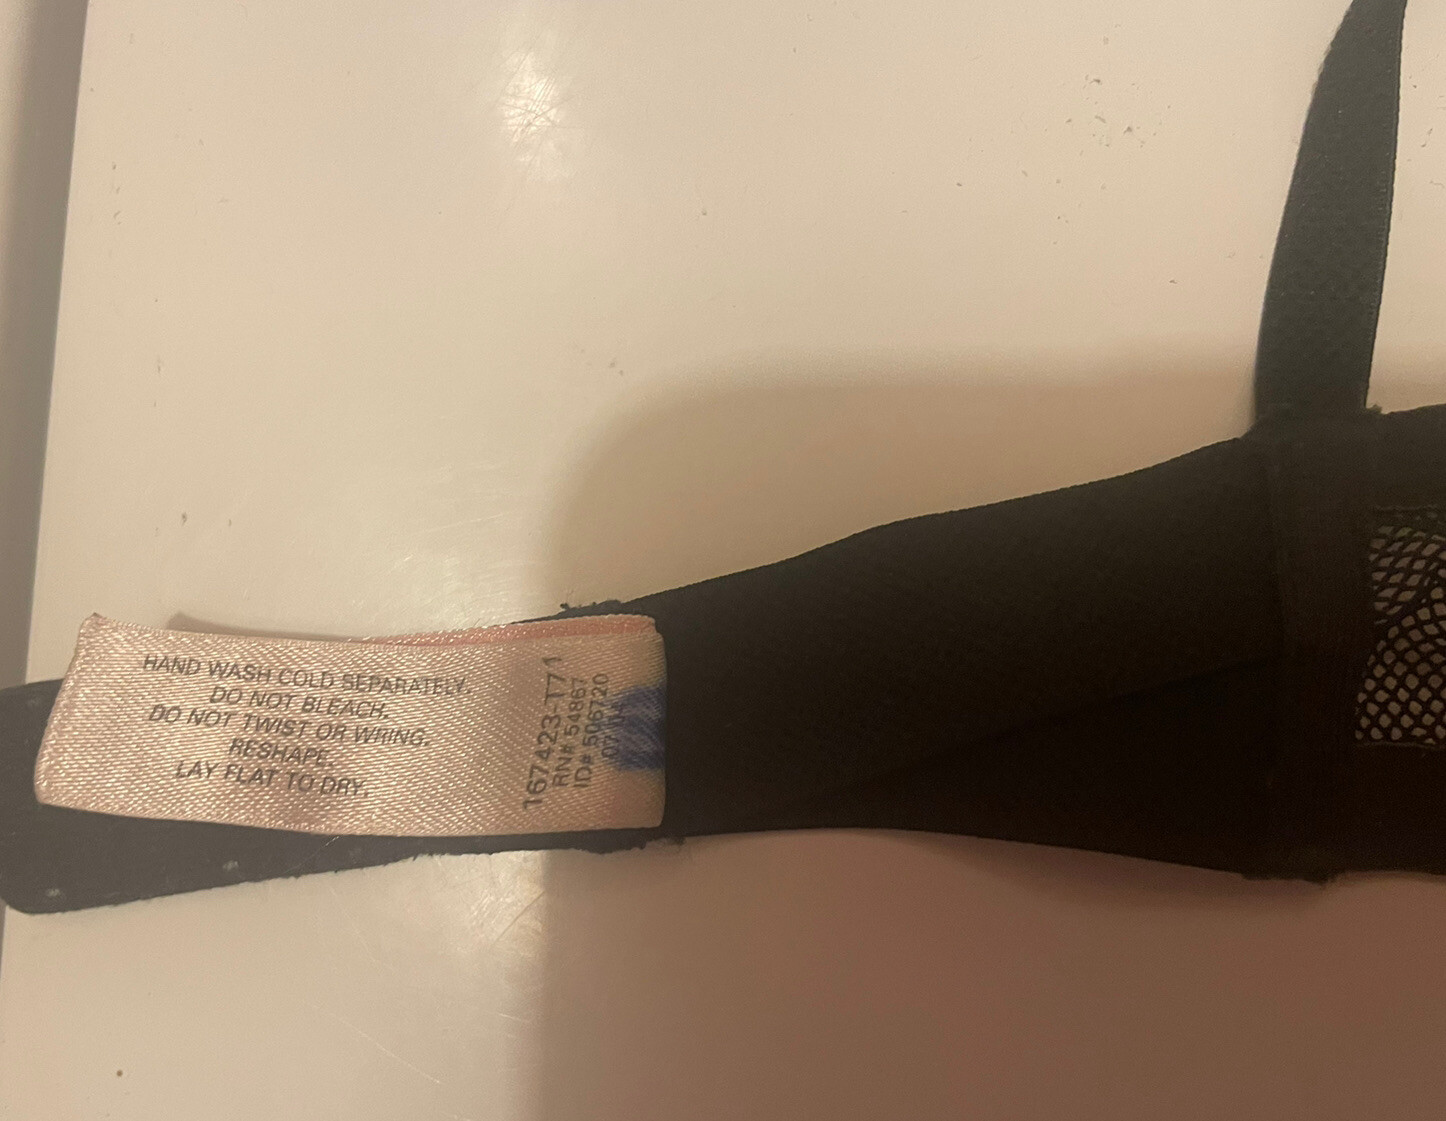 HAND WASH COLD SEPARATELY.
DO NOT BLEACH.
DO NOT TWIST OR WRING.
RESHAPE.
LAY FLAT TO DRY.
167423-T71
RN# 54867
ID# 506720